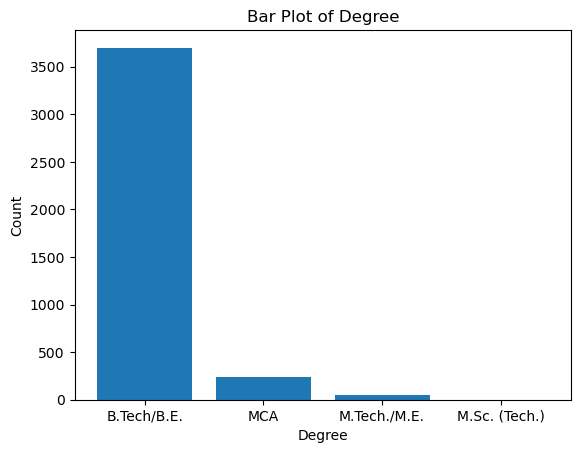 Bar Plot of Degree
3500
3000
2500
2000
1500
1000
500
0
Count
B.Tech/B.E.
MCA
M.Tech./M.E.
M.Sc. (Tech.)
Degree